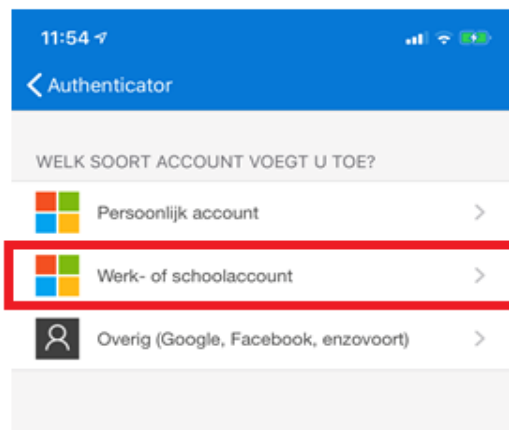 11:54
Authenticator
WELK SOORT ACCOUNT VOEGT U TOE?
Persoonlijk account
Werk- of schoolaccount
Overig (Google, Facebook, enzovoort)